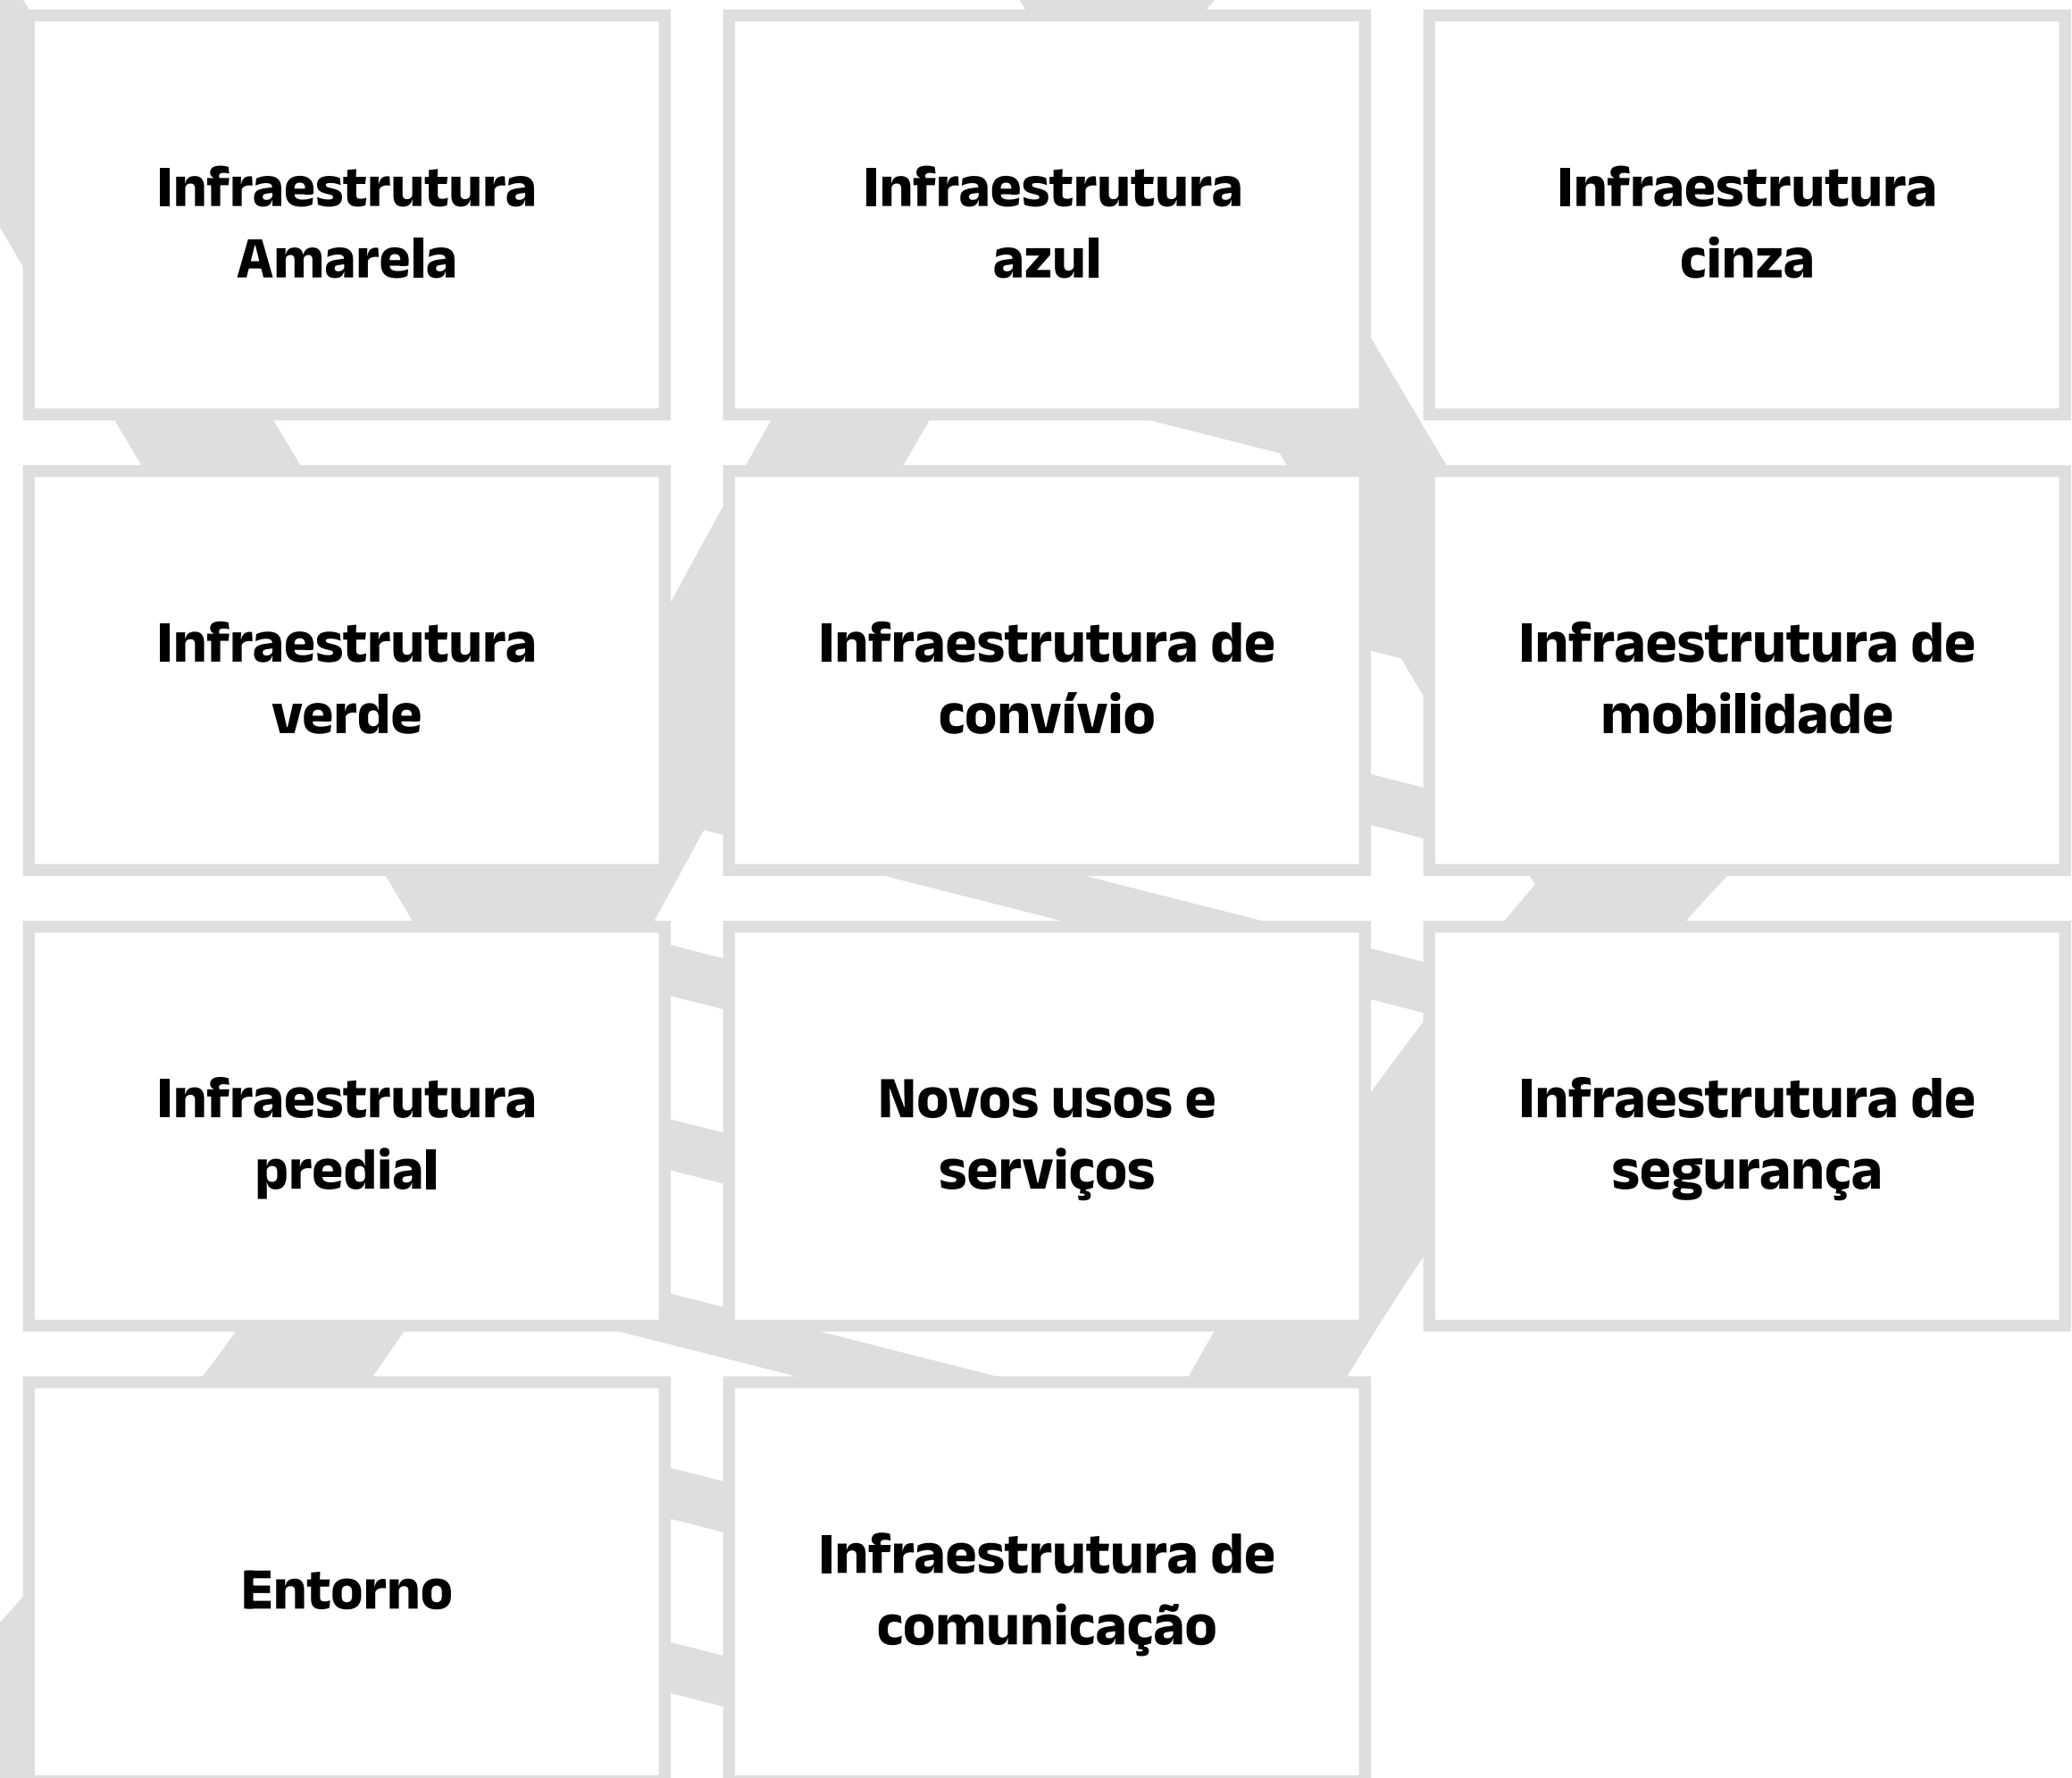 Infraestrutura
Amarela
Infraestrutura
azul
Infraestrutura
cinza
Infraestrutura
verde
Infraestrutura de
convívio
Infraestrutura de
mobilidade
Infraestrutura
predial
Novos usos e
serviços
Infraestrutura de
segurança
Entorno
Infraestrutura de
comunicação